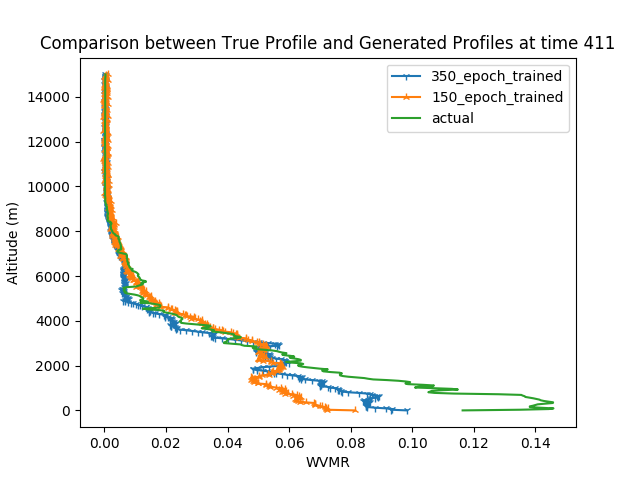 Comparison between True Profile and Generated Profiles at time 411
350_epoch_trained
150_epoch_trained
actual
14000
12000
10000
8000
6000
4000
2000
0
Altitude (m)
0.00 0.02 0.04 0.06 0.08 0.10 0.12 0.14
WVMR